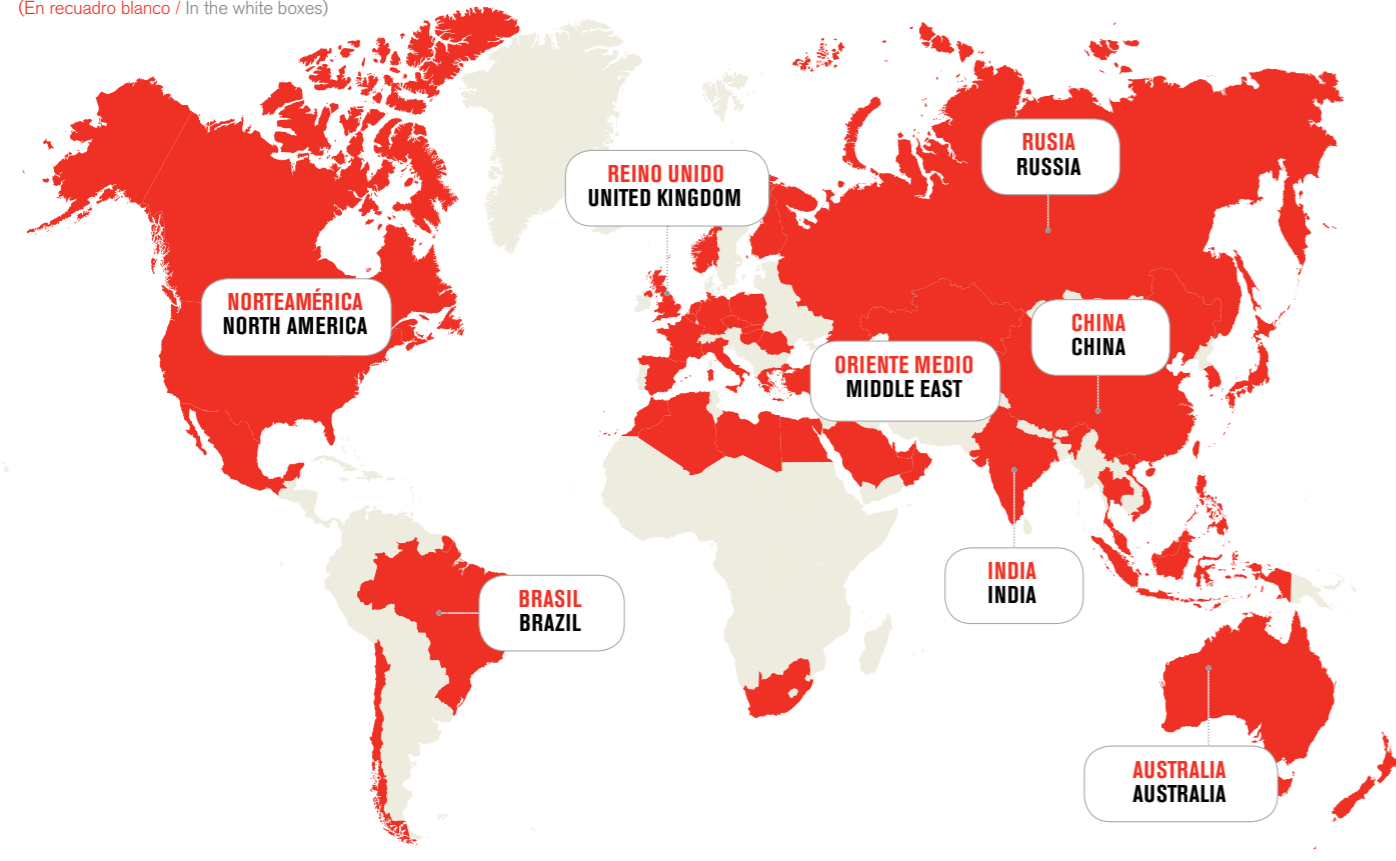 (En recuadro blanco / In the white boxes)
RUSIA
RUSSIA
REINO UNIDO
UNITED KINGDOM
NORTEAMÉRICA
NORTH AMERICA
CHINA
CHINA
ORIENTE MEDIO
MIDDLE EAST
INDIA
INDIA
BRASIL
BRAZIL
AUSTRALIA
AUSTRALIA